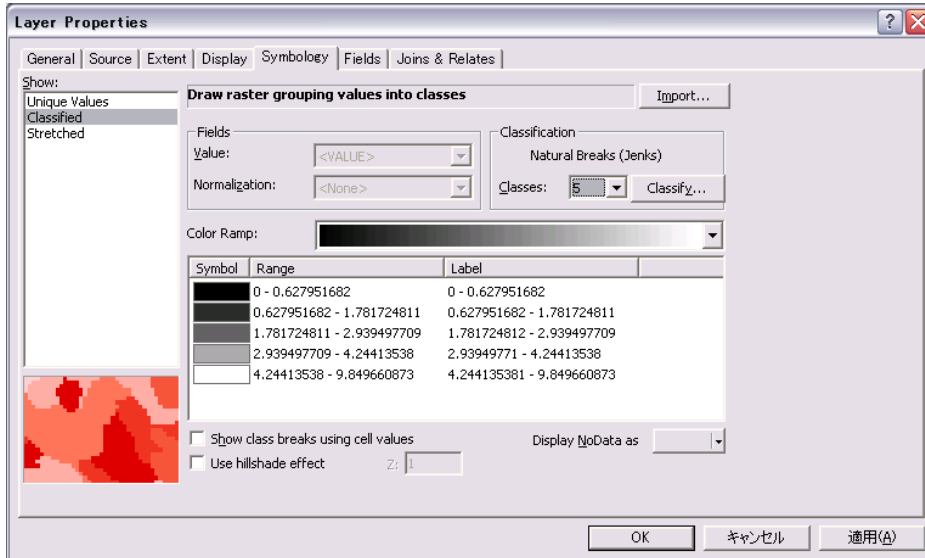 Layer Properties
General Source Extent Display Symbology Fields Joins & Relates
Show:
Unique Values
Classified
Stretched
Draw raster grouping values into classes
Import...
Fields
Value: <VALUE>
Normalization: <None>
Classification
Natural Breaks (Jenks)
Classes: 5 Classify...
Color Ramp:
Symbol Range Label
0 - 0.627951682 0 - 0.627951682
0.627951682 - 1.781724811 0.627951682 - 1.781724811
1.781724811 - 2.939497709 1.781724812 - 2.939497709
2.939497709 - 4.24413538 2.93949771 - 4.24413538
4.24413538 - 9.849660873 4.244135381 - 9.849660873
Show class breaks using cell values
Display NoData as
Use hillshade effect Z: 1
OK キャンセル 適用(A)